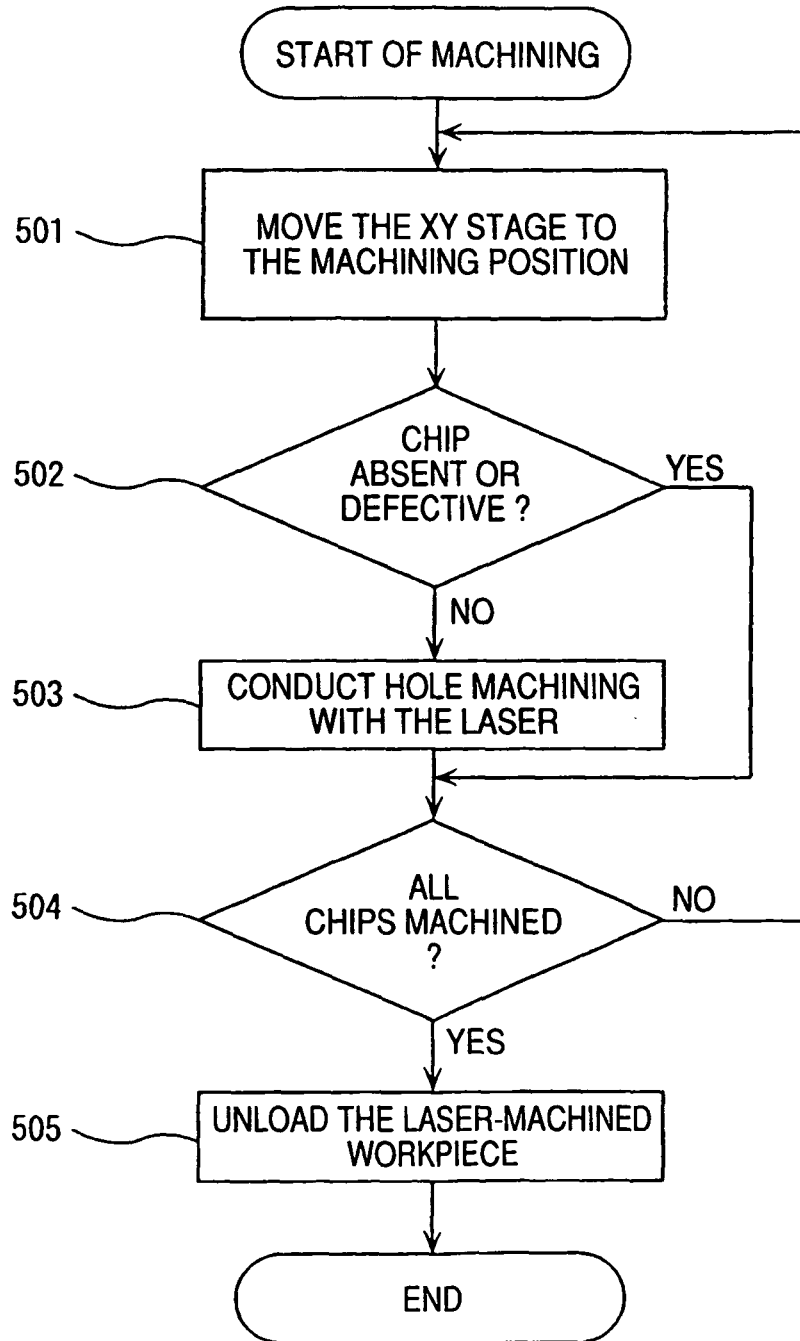 START OF MACHINING
501
MOVE THE XY STAGE TO
THE MACHINING POSITION
502
CHIP
ABSENT OR
DEFECTIVE ?
YES
NO
503
CONDUCT HOLE MACHINING
WITH THE LASER
504
ALL
CHIPS MACHINED
?
NO
YES
505
UNLOAD THE LASER-MACHINED
WORKPIECE
END